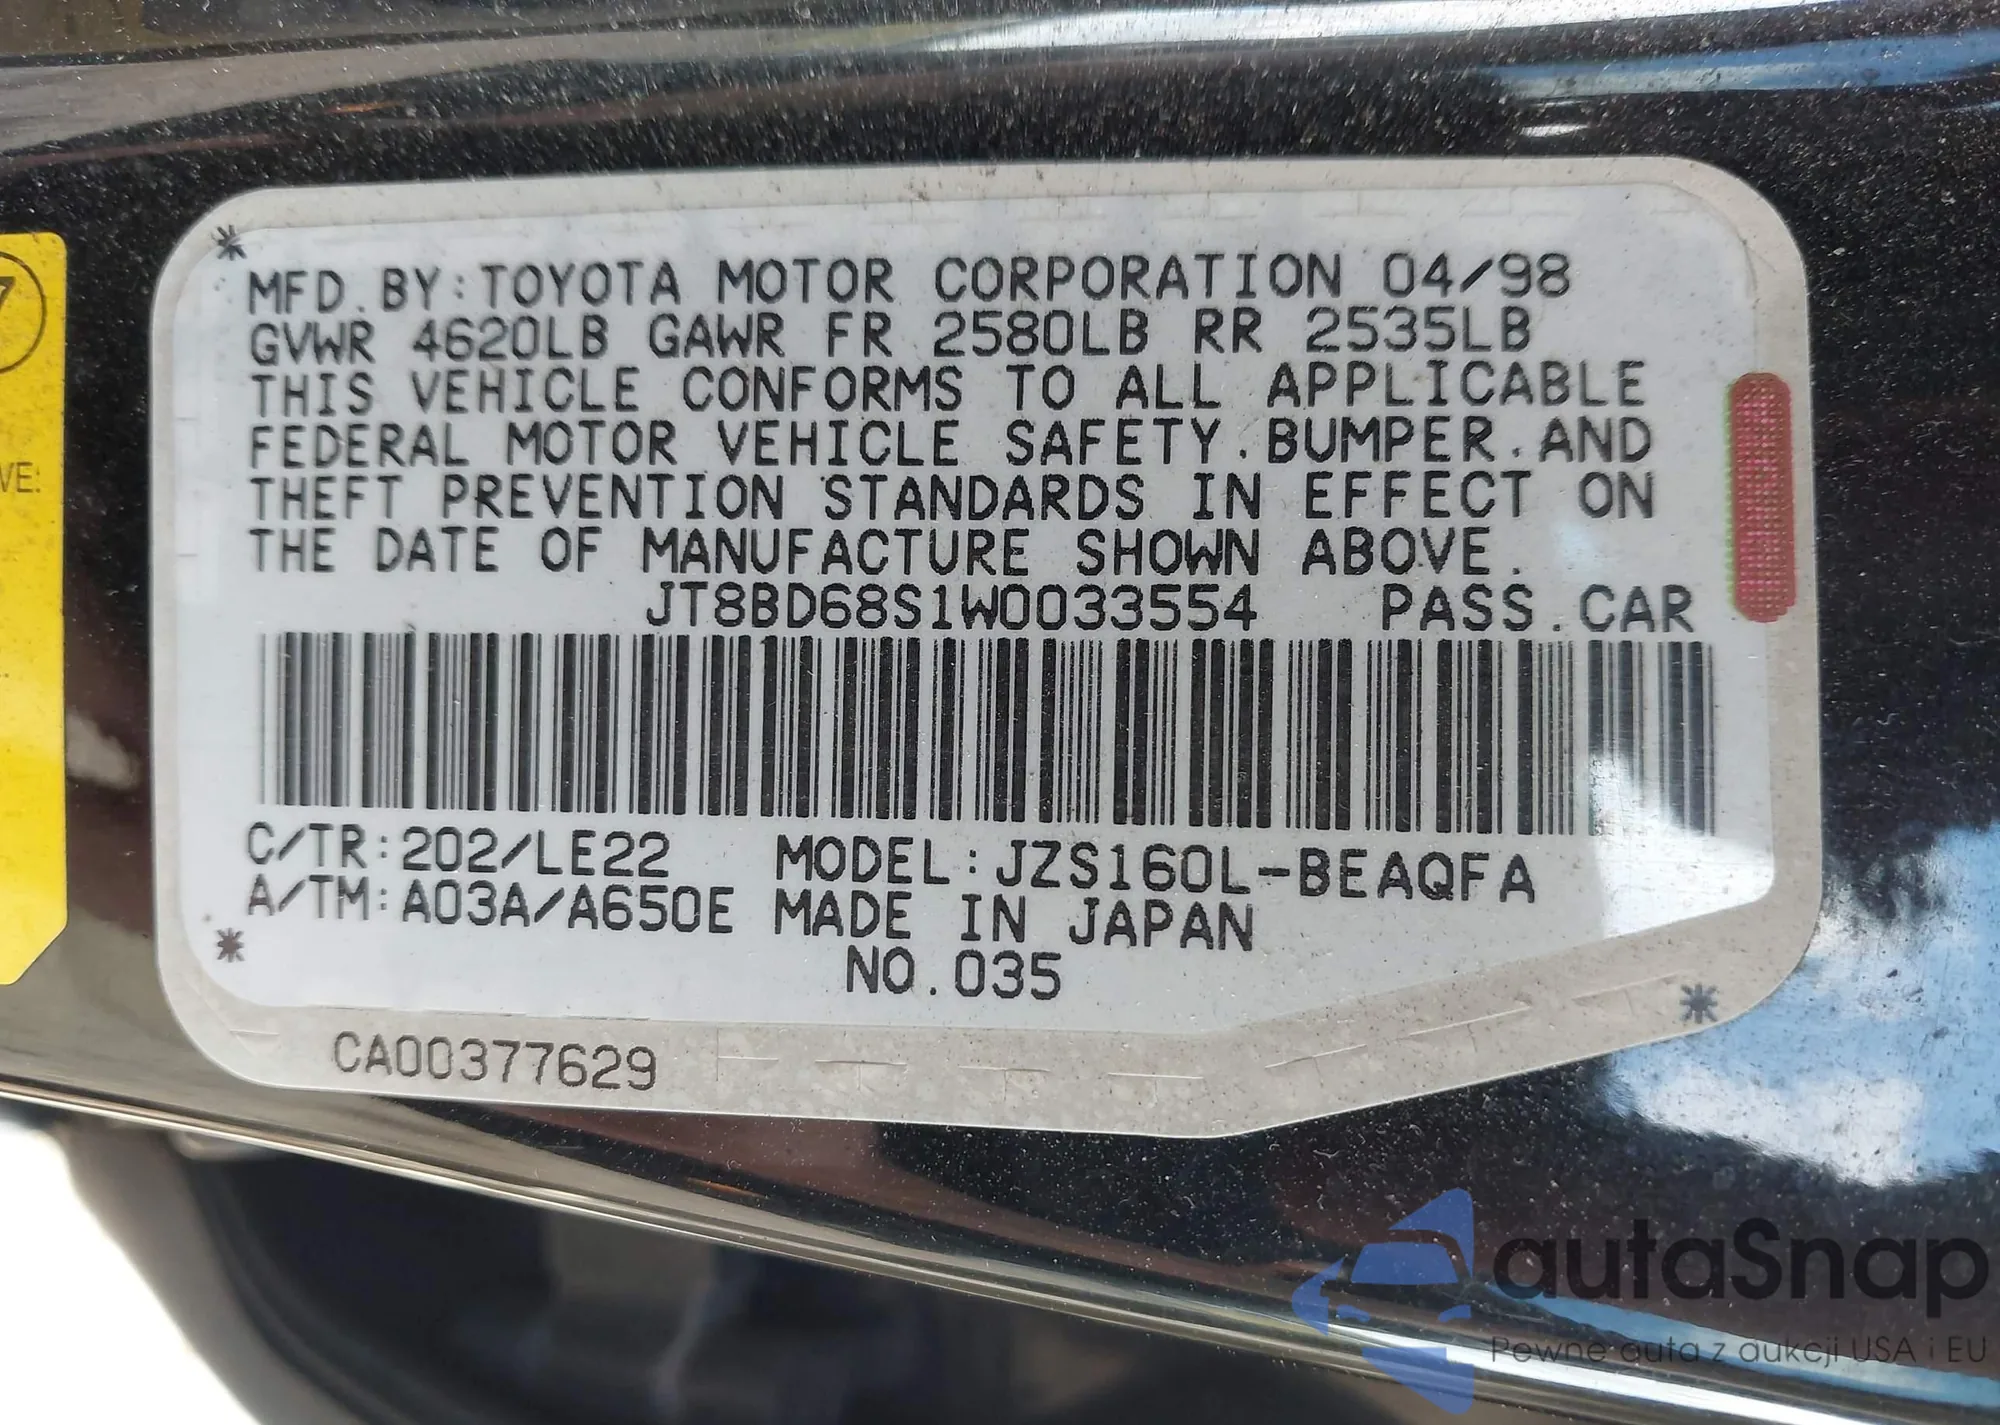 MFD. BY: TOYOTA MOTOR CORPORATION 04/98
GVWR 4620LB GAWR FR 2580LB RR 2535LB
THIS VEHICLE CONFORMS TO ALL APPLICABLE
FEDERAL MOTOR VEHICLE SAFETY. BUMPER. AND
THEFT PREVENTION STANDARDS IN EFFECT ON
THE DATE OF MANUFACTURE SHOWN ABOVE.
JT8BD68S1W0033554 PASS. CAR
C/TR: 202/LE22 MODEL: JZS160L-BEAQFA
A/TM: A03A/A650E MADE IN JAPAN
NO. 035
CA00377629
7
VE:
autaSnap
Pewne auta z aukcji USA i EU